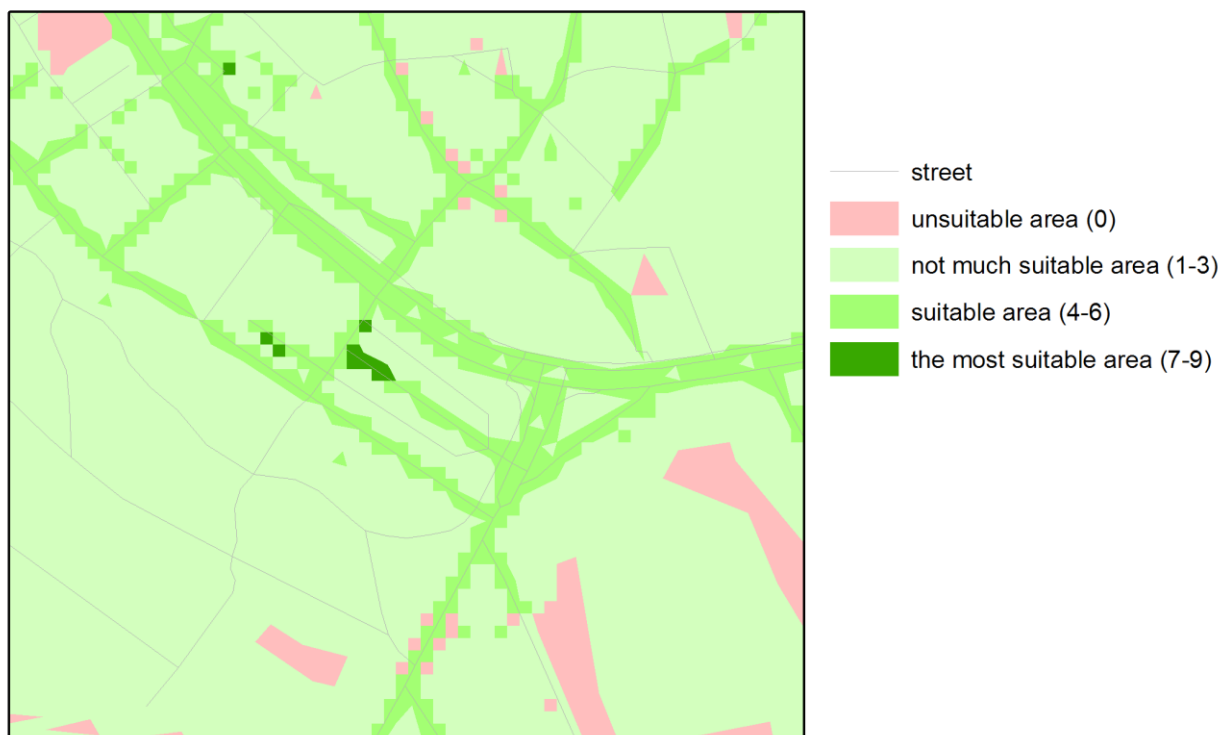 street
unsuitable area (0)
not much suitable area (1-3)
suitable area (4-6)
the most suitable area (7-9)